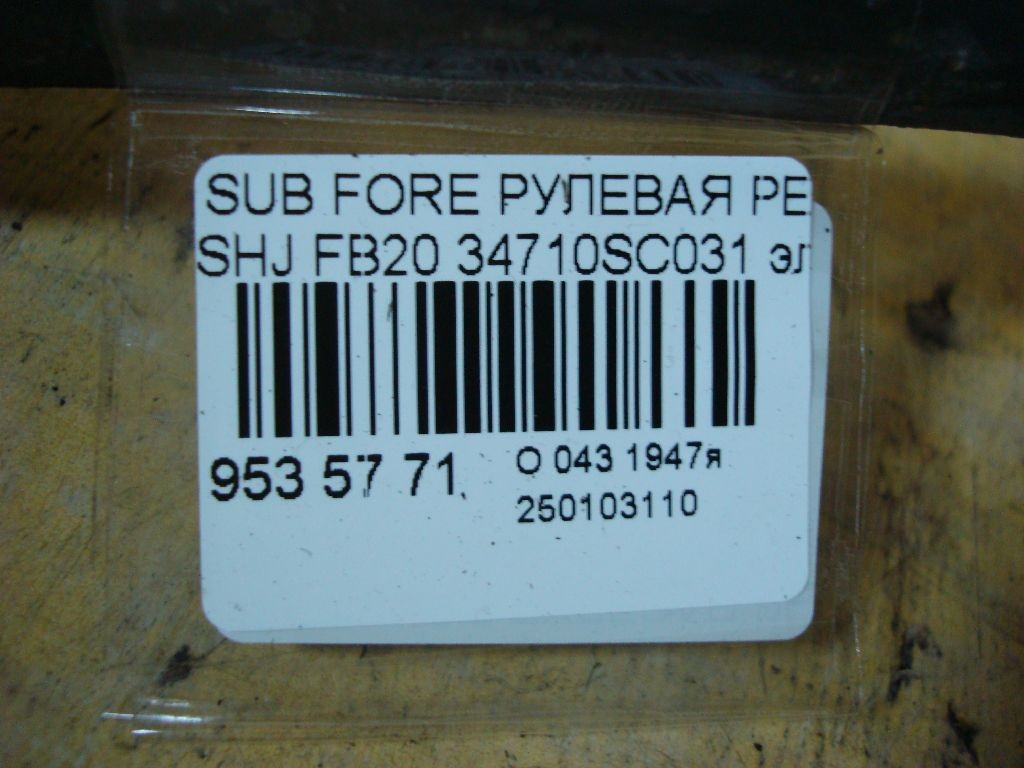 SUB FORE РУЛЕВАЯ РЕ
SHJ FB20 34710SC031 эл
953 57 71
О 043 1947я
250103110